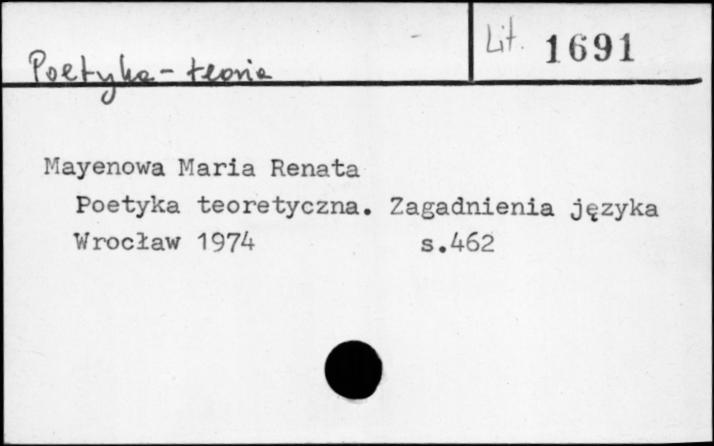 Poetyka - teoria
Lit. 1691
Mayenowa Maria Renata
Poetyka teoretyczna. Zagadnienia języka
Wrocław 1974 s.462